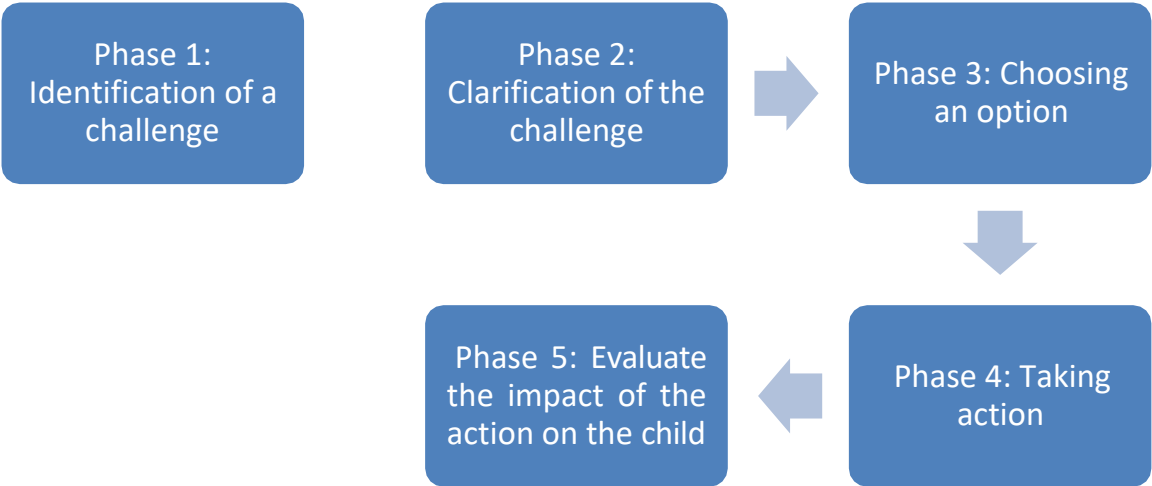 Phase 1:
Identification of a
challenge
Phase 2:
Clarification of the
challenge
Phase 3: Choosing
an option
Phase 4: Taking
action
Phase 5: Evaluate
the impact of the
action on the child